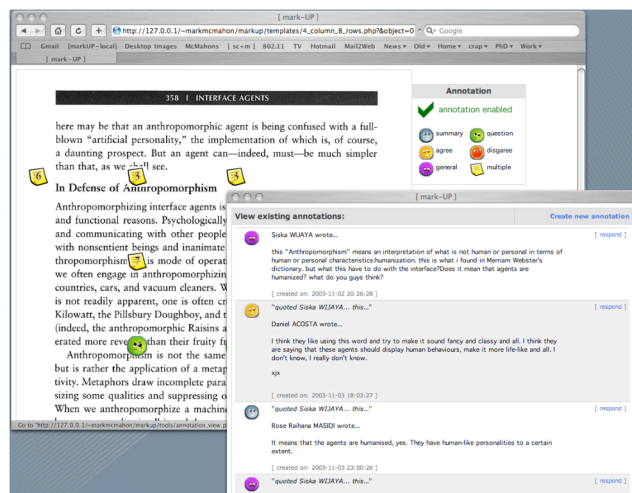 [ mark-UP ]
http://127.0.0.1/~markmcmahon/markup/templates/4_column_8_rows.php?&object=0
Google
Gmail [markUP-local] Desktop Images McMahons [ sc+m ] 802.11 TV Hotmail Mail2Web News Old Home crap PhD Work
[ mark-UP ]
358 | INTERFACE AGENTS
here may be that an anthropomorphic agent is being confused with a full-
blown “artificial personality,” the implementation of which is, of course,
a daunting prospect. But an agent can—indeed, must—be much simpler
than that, as we shall see.
6 3 3
In Defense of Anthropomorphism
Anthropomorphizing interface agents is
and functional reasons. Psychologically
and communicating with other people
with nonsentient beings and inanimate
thropomorphism is mode of operat
we often engage in anthropomorphizin
countries, cars, and vacuum cleaners. W
is not readily apparent, one is often cr
Kilowatt, the Pillsbury Doughboy, and t
(indeed, the anthropomorphic Raisins a
erated more reve than their fruity f
Anthropomorphism is not the same
but is rather the application of a metap
tivity. Metaphors draw incomplete para
sizing some qualities and suppressing o
When we anthropomorphize a machine
Go to "http://127.0.0.1/~markmcmahon/markup/tools/annotation_view.p
Annotation
annotation enabled
summary question
agree disgaree
general multiple
[ mark-UP ]
View existing annotations: Create new annotation
Siska WIJAYA wrote... [ respond ]
this "Anthopomorhism" means an interpretation of what is not human or personal in terms of
human or personal characteristics:humanization. this is what i found in Merriam Webster's
dictionary. but what this have to do with the interface?Does it mean that agents are
humanized? what do you guys think?
[ created on: 2003-11-02 20:26:28 ]
"quoted Siska WIJAYA... this..." [ respond ]
Daniel ACOSTA wrote...
I think they like using this word and try to make it sound fancy and classy and all. I think they
are saying that these agents should display human behaviours, make it more life-like and all. I
don't know, I really don't know.
xjx
[ created on: 2003-11-03 18:03:27 ]
"quoted Siska WIJAYA... this..." [ respond ]
Rose Raihana MASIDI wrote...
It means that the agents are humanised, yes. They have human-like personalities to a certain
extent.
[ created on: 2003-11-03 23:00:26 ]
"quoted Siska WIJAYA... this..." [ respond ]